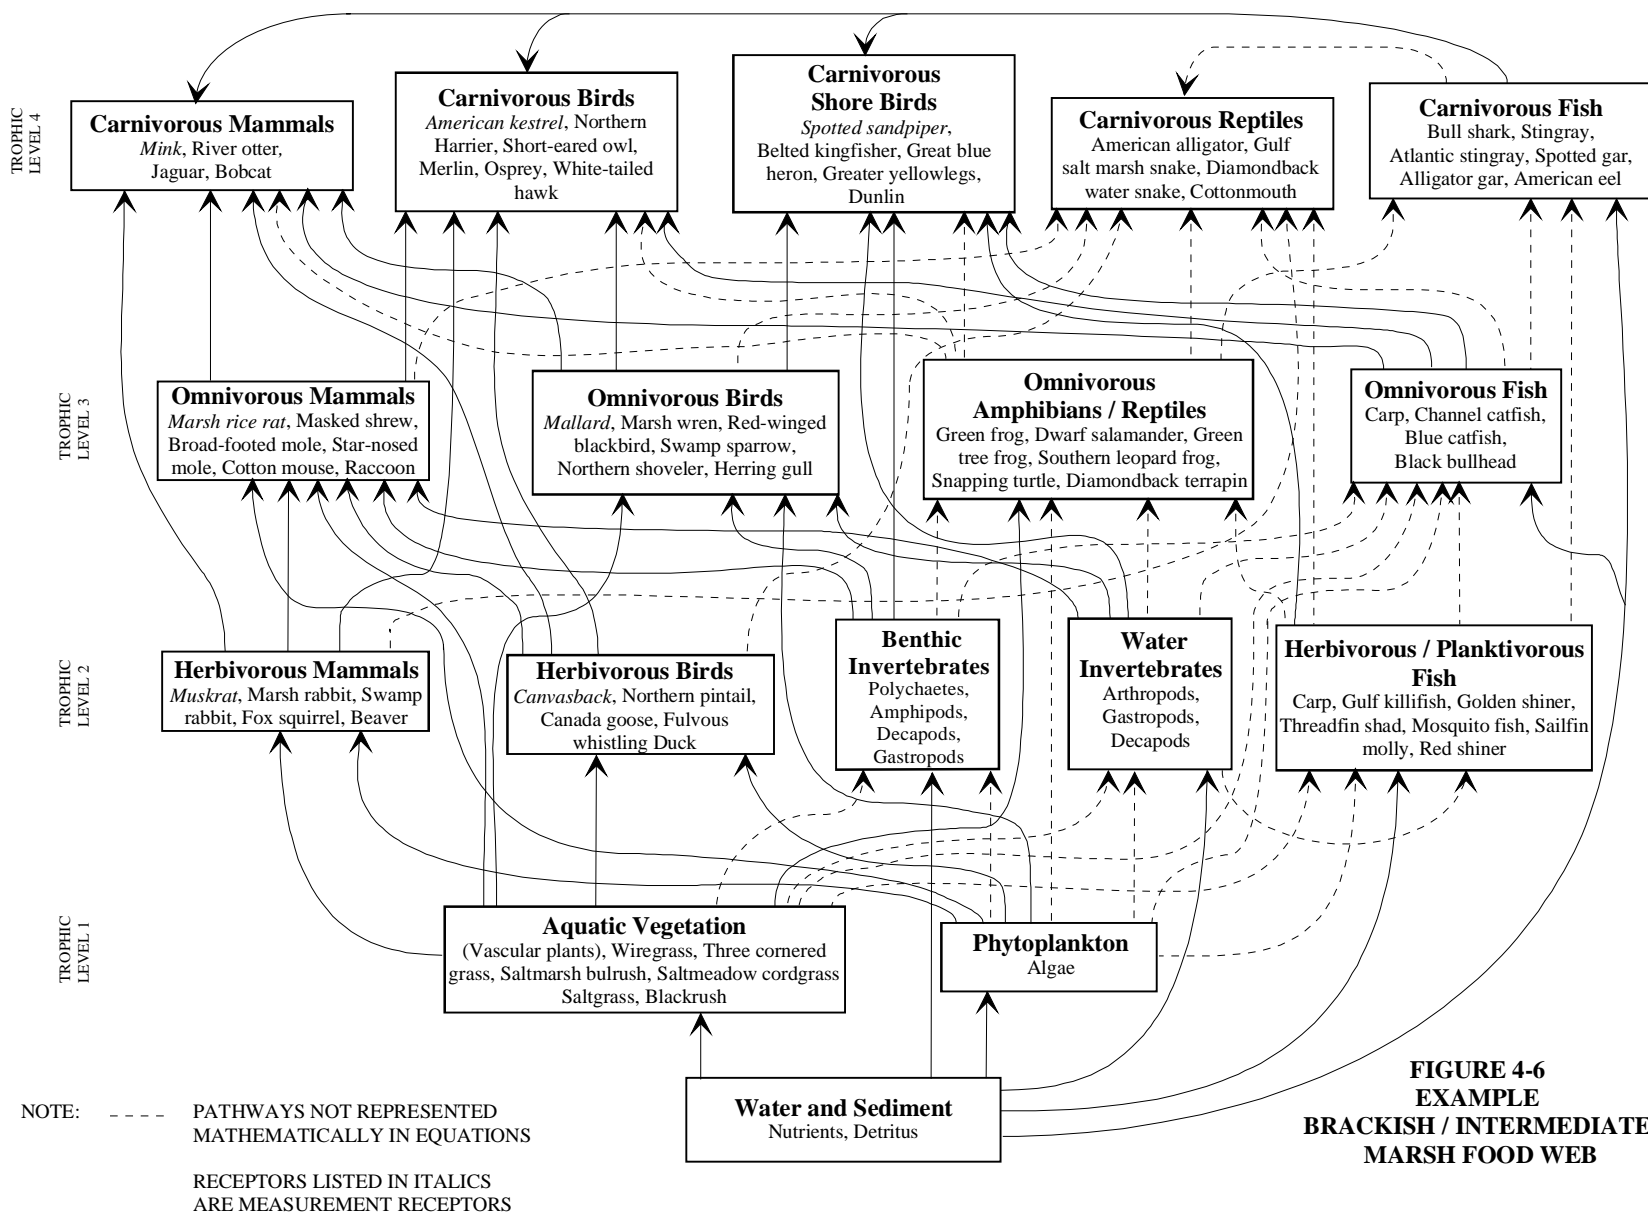 TROPHIC
LEVEL 4
Carnivorous Mammals
Mink, River otter,
Jaguar, Bobcat
Carnivorous Birds
American kestrel, Northern
Harrier, Short-eared owl,
Merlin, Osprey, White-tailed
hawk
Carnivorous
Shore Birds
Spotted sandpiper,
Belted kingfisher, Great blue
heron, Greater yellowlegs,
Dunlin
Carnivorous Reptiles
American alligator, Gulf
salt marsh snake, Diamondback
water snake, Cottonmouth
Carnivorous Fish
Bull shark, Stingray,
Atlantic stingray, Spotted gar,
Alligator gar, American eel
TROPHIC
LEVEL 3
Omnivorous Mammals
Marsh rice rat, Masked shrew,
Broad-footed mole, Star-nosed
mole, Cotton mouse, Raccoon
Omnivorous Birds
Mallard, Marsh wren, Red-winged
blackbird, Swamp sparrow,
Northern shoveler, Herring gull
Omnivorous
Amphibians / Reptiles
Green frog, Dwarf salamander, Green
tree frog, Southern leopard frog,
Snapping turtle, Diamondback terrapin
Omnivorous Fish
Carp, Channel catfish,
Blue catfish,
Black bullhead
TROPHIC
LEVEL 2
Herbivorous Mammals
Muskrat, Marsh rabbit, Swamp
rabbit, Fox squirrel, Beaver
Herbivorous Birds
Canvasback, Northern pintail,
Canada goose, Fulvous
whistling Duck
Benthic
Invertebrates
Polychaetes,
Amphipods,
Decapods,
Gastropods
Water
Invertebrates
Arthropods,
Gastropods,
Decapods
Herbivorous / Planktivorous
Fish
Carp, Gulf killifish, Golden shiner,
Threadfin shad, Mosquito fish, Sailfin
molly, Red shiner
TROPHIC
LEVEL 1
Aquatic Vegetation
(Vascular plants), Wiregrass, Three cornered
grass, Saltmarsh bulrush, Saltmeadow cordgrass
Saltgrass, Blackrush
Phytoplankton
Algae
Water and Sediment
Nutrients, Detritus
NOTE: - - - - PATHWAYS NOT REPRESENTED
MATHEMATICALLY IN EQUATIONS
RECEPTORS LISTED IN ITALICS
ARE MEASUREMENT RECEPTORS
FIGURE 4-6
EXAMPLE
BRACKISH / INTERMEDIATE
MARSH FOOD WEB